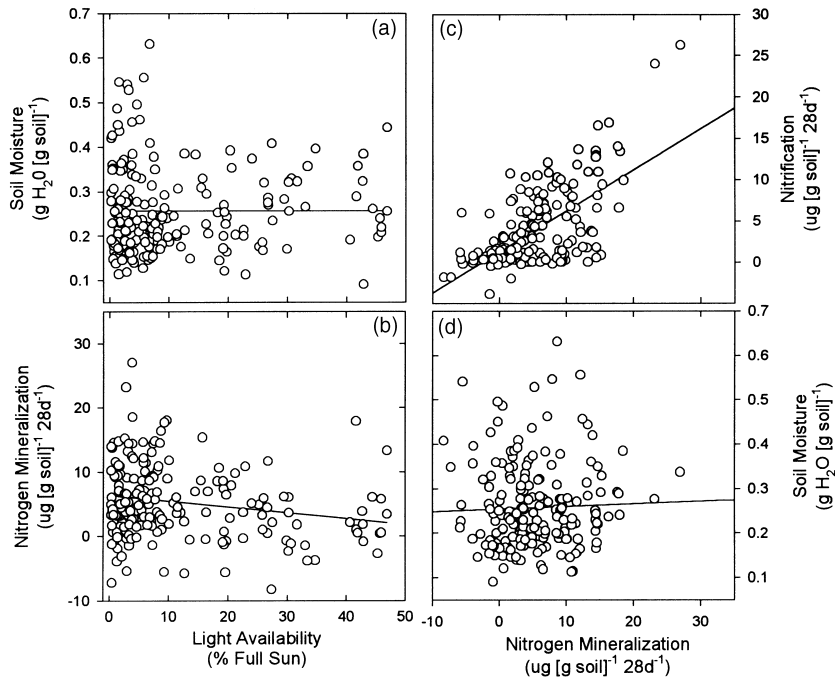 (a)
0.7
0.6
0.5
0.4
0.3
0.2
0.1
Soil Moisture
(g H₂0 [g soil]⁻¹)
(c)
30
25
20
15
10
5
0
Nitrification
(ug [g soil]⁻¹ 28d⁻¹)
(b)
30
20
10
0
-10
Nitrogen Mineralization
(ug [g soil]⁻¹ 28d⁻¹)
0
10
20
30
40
50
Light Availability
(% Full Sun)
(d)
0.7
0.6
0.5
0.4
0.3
0.2
0.1
Soil Moisture
(g H₂O [g soil]⁻¹)
-10
0
10
20
30
Nitrogen Mineralization
(ug [g soil]⁻¹ 28d⁻¹)